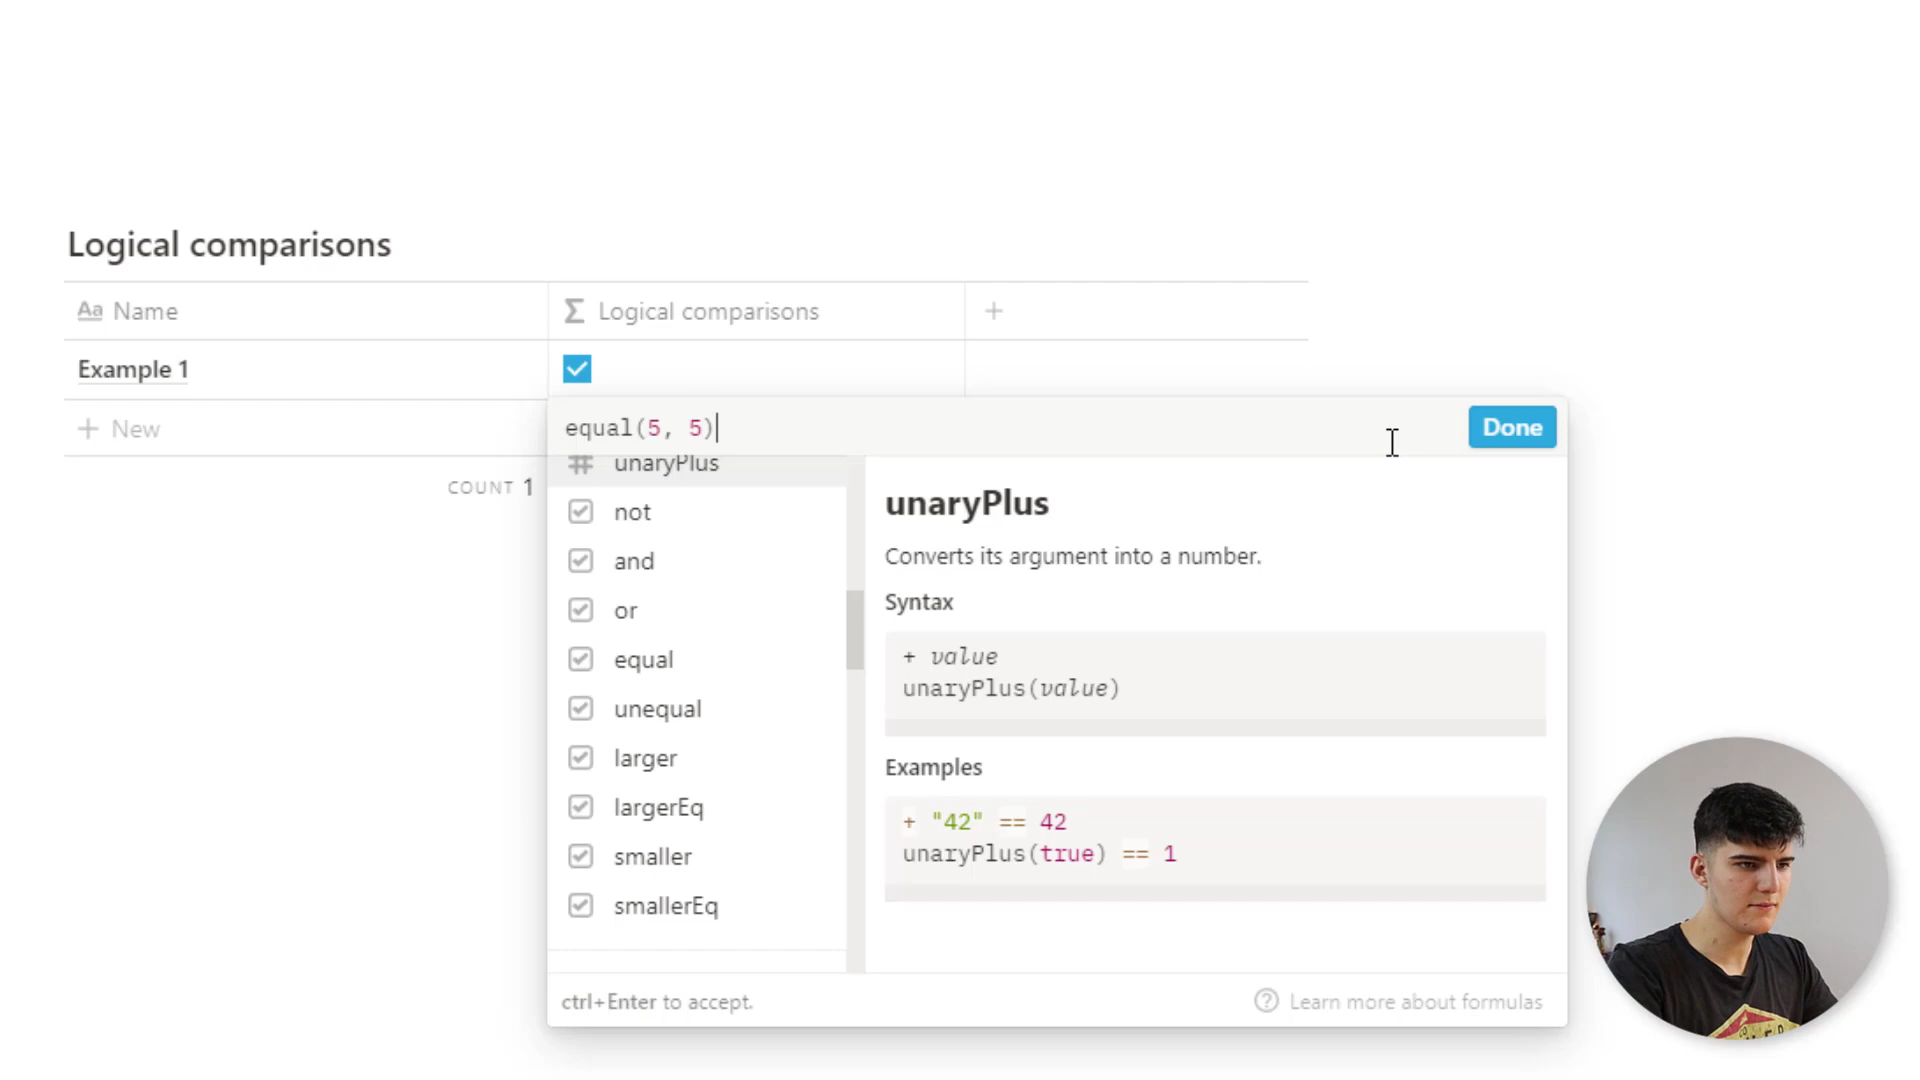 Logical comparisons
Aa Name
Σ Logical comparisons
+
Example 1
+ New
equal(5, 5)
Done
COUNT 1
unaryPlus
not
and
or
equal
unequal
larger
largerEq
smaller
smallerEq
unaryPlus
Converts its argument into a number.
Syntax
+ value
unaryPlus(value)
Examples
+ "42" == 42
unaryPlus(true) == 1
ctrl+Enter to accept.
? Learn more about formulas